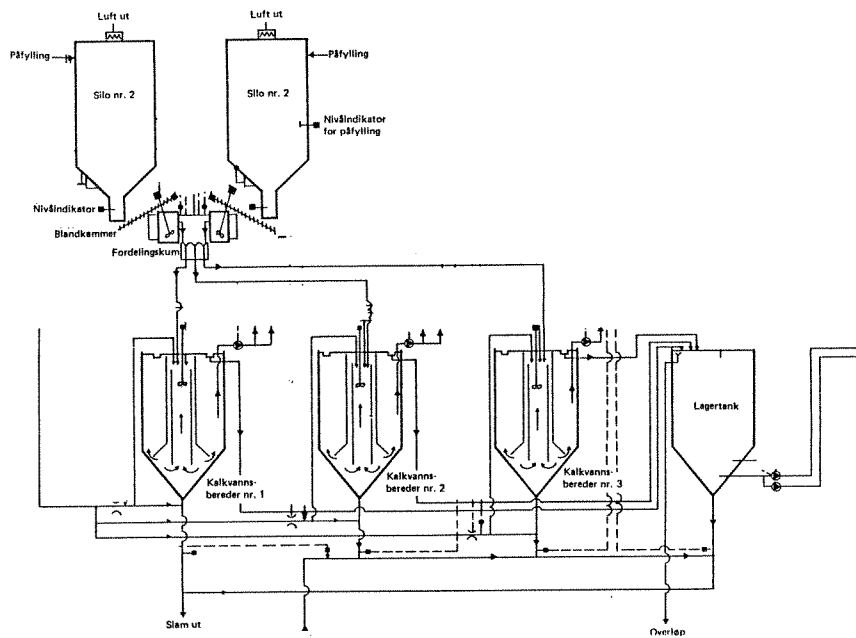 Luft ut
Luft ut
Påfylling
Påfylling
Silo nr. 2
Silo nr. 2
Nivåindikator
for påfylling
Nivåindikator
Blandkammer
Fordelingskum
Lagertank
Kalkvanns-
bereder nr. 1
Kalkvanns-
bereder nr. 2
Kalkvanns-
bereder nr. 3
Slam ut
Overløp